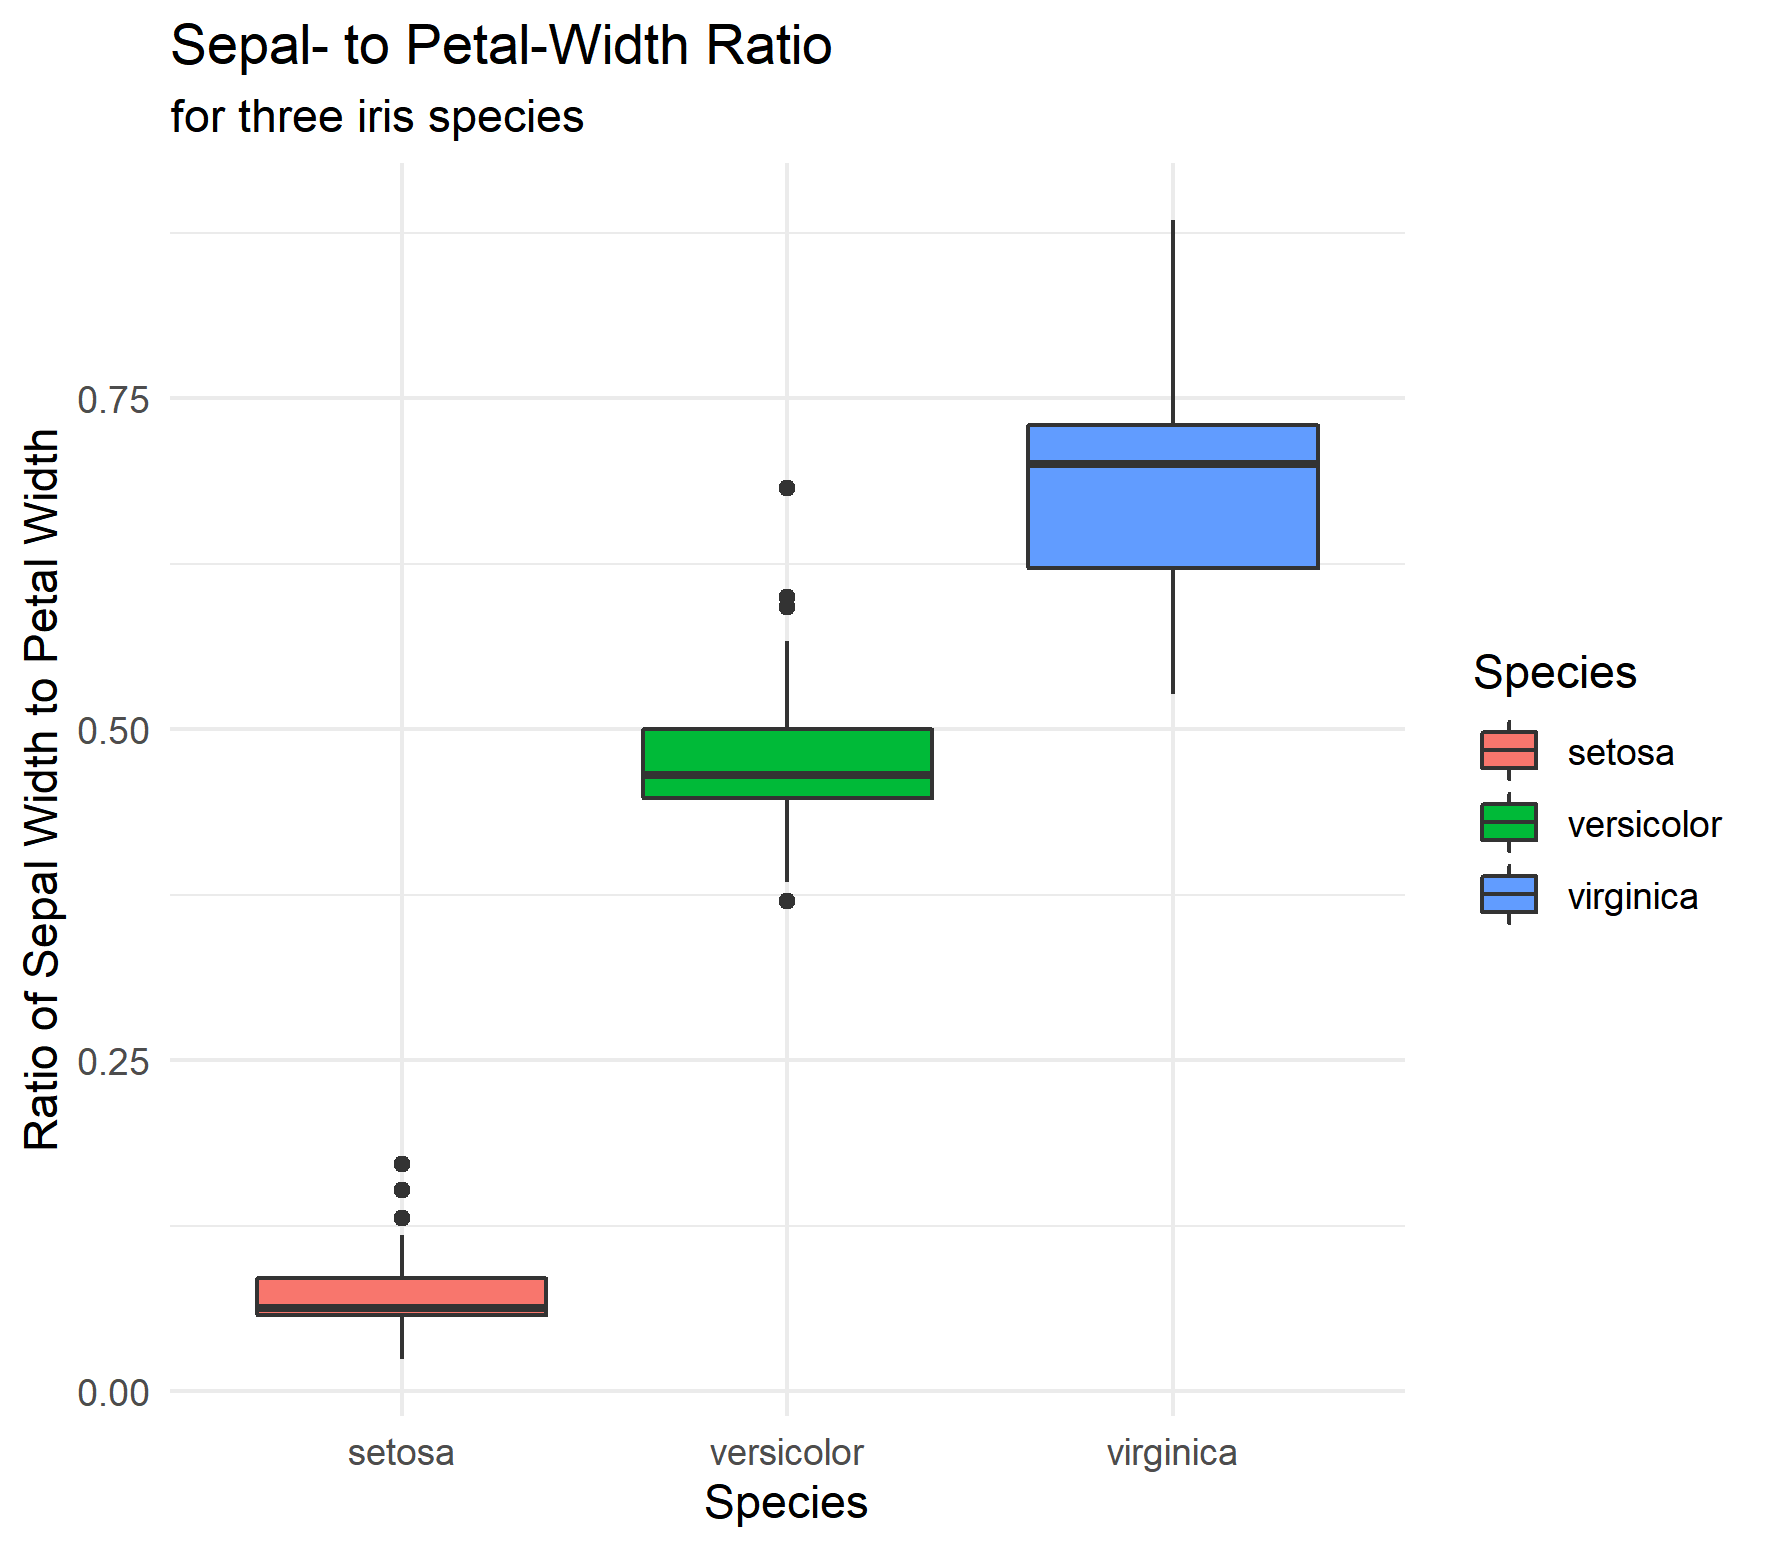 Sepal- to Petal-Width Ratio
for three iris species
Ratio of Sepal Width to Petal Width
0.75
0.50
0.25
0.00
setosa
versicolor
virginica
Species
Species
setosa
versicolor
virginica